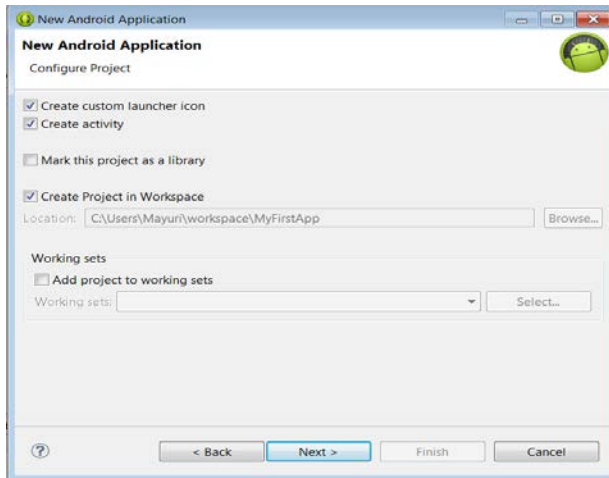 New Android Application
New Android Application
Configure Project
Create custom launcher icon
Create activity
Mark this project as a library
Create Project in Workspace
Location: C:\Users\Mayuri\workspace\MyFirstApp Browse...
Working sets
Add project to working sets
Working sets: Select...
? < Back Next > Finish Cancel